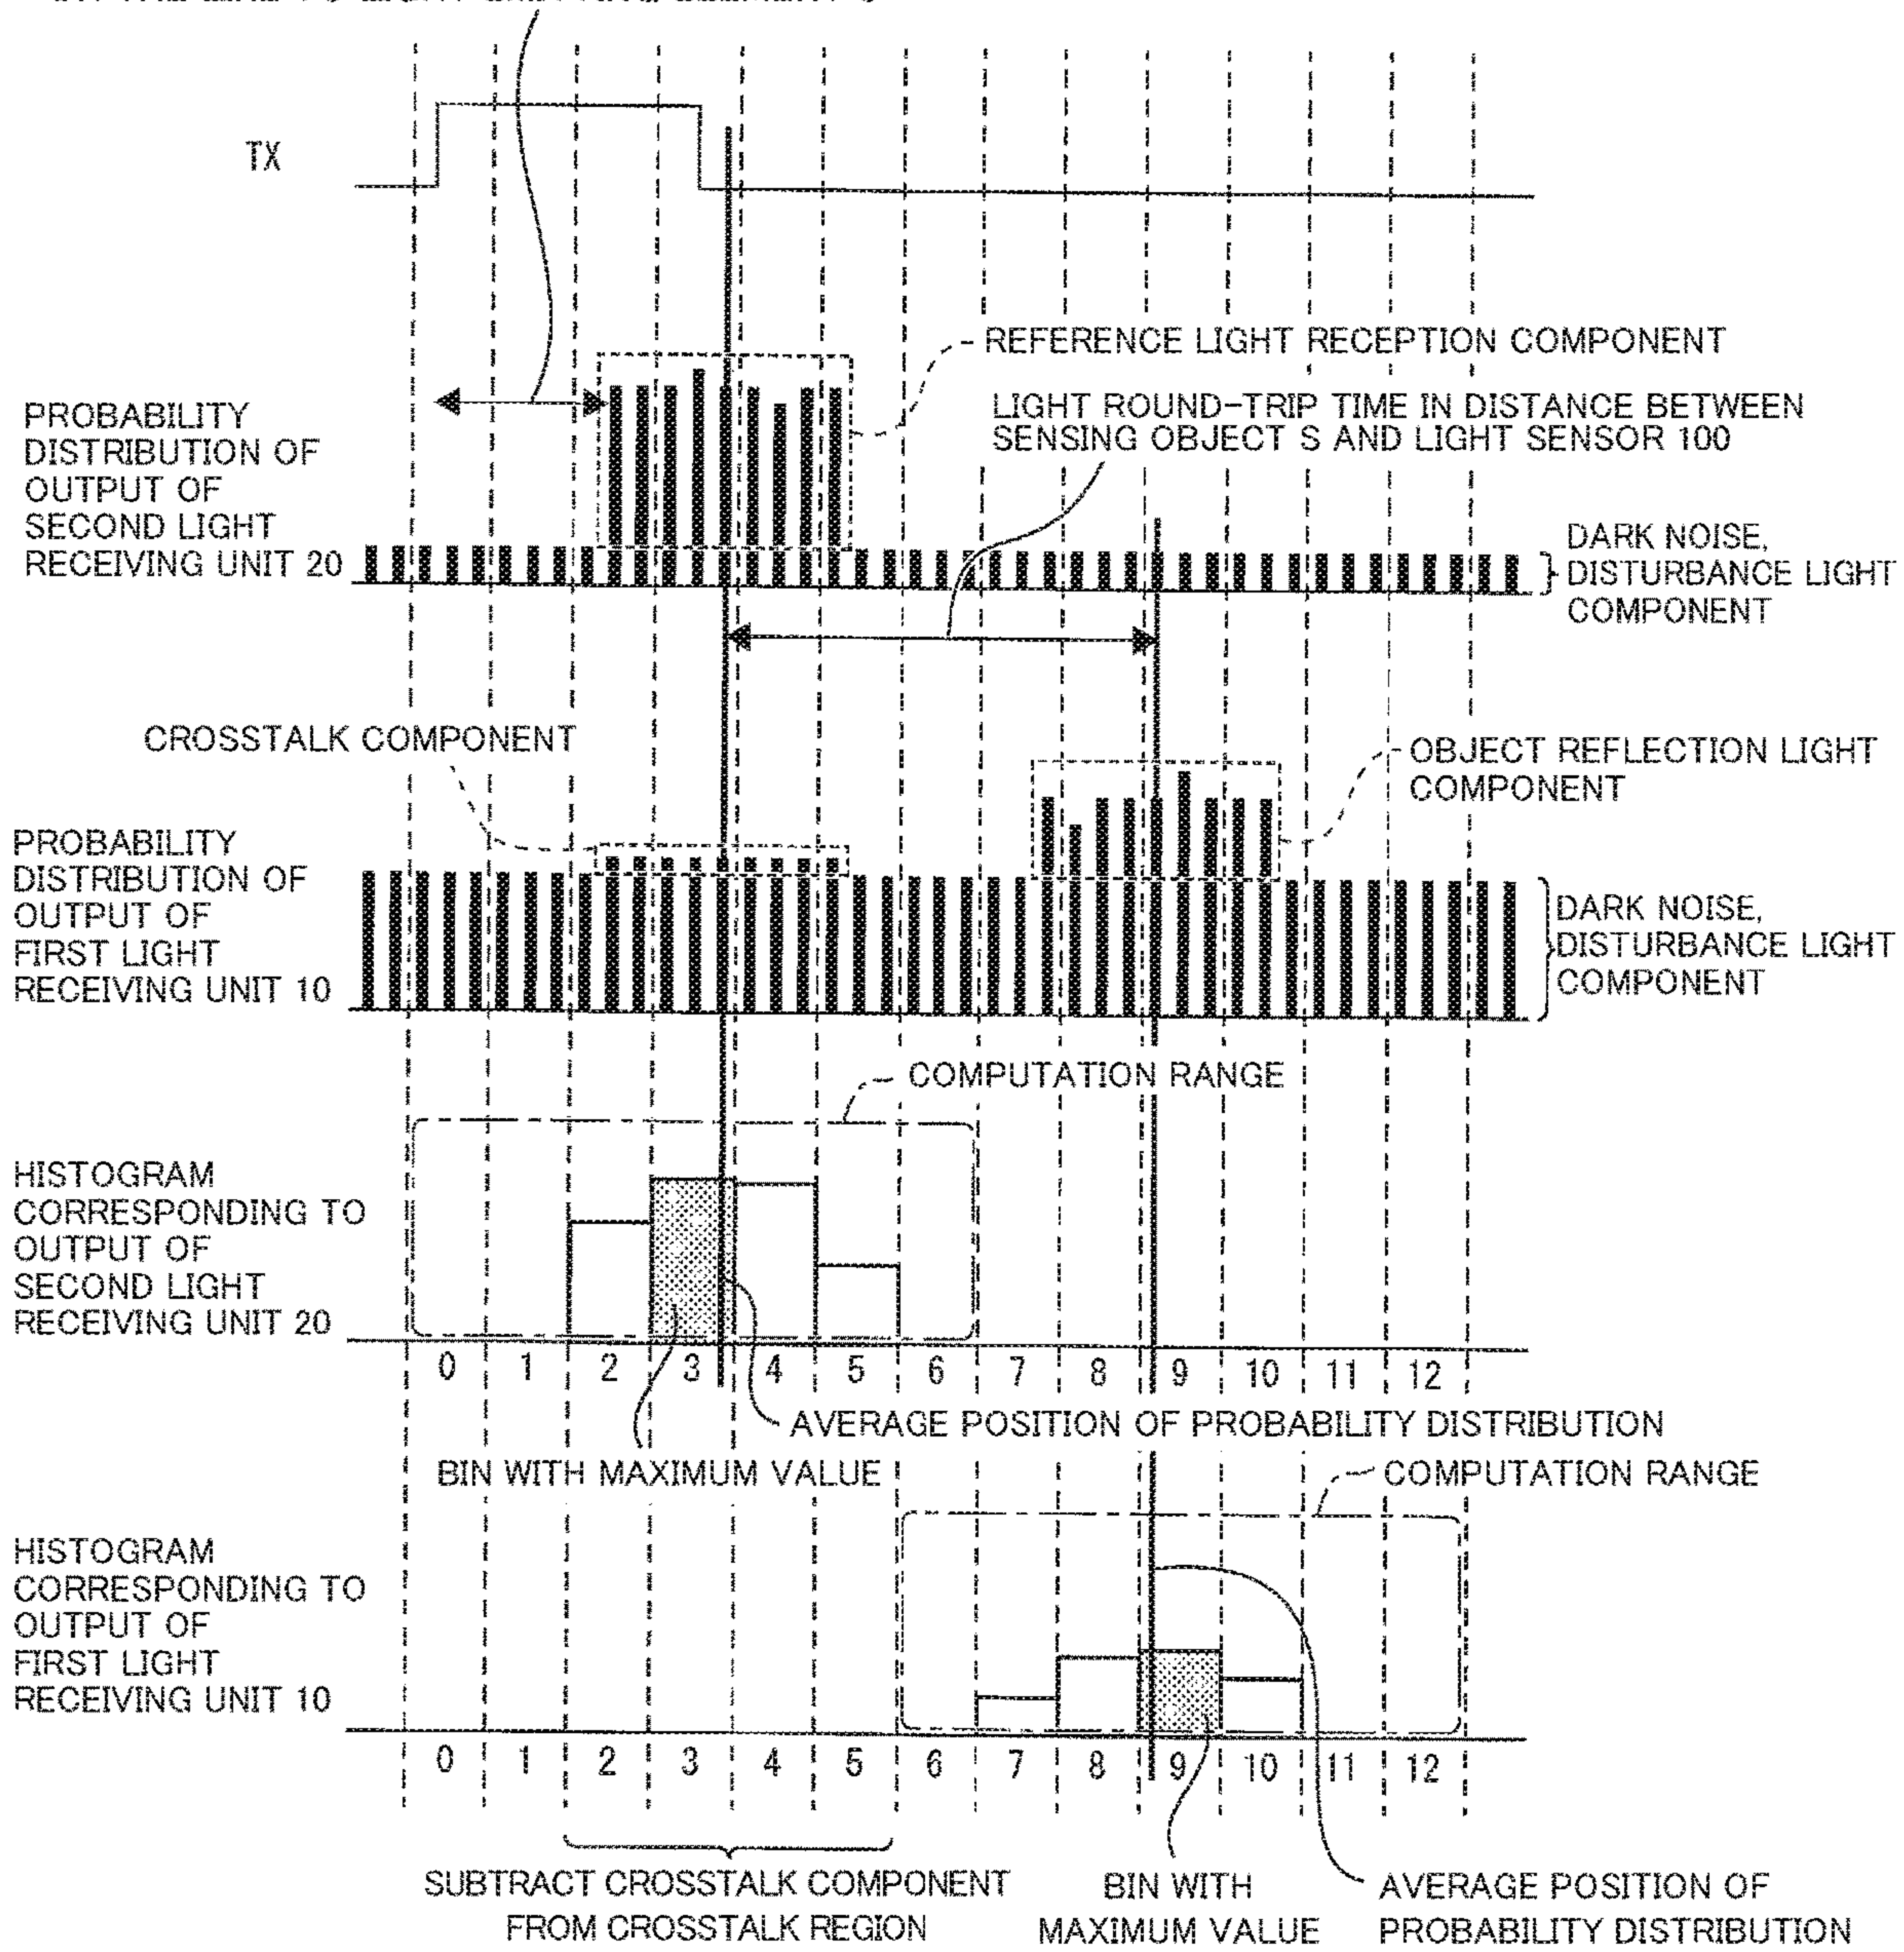 TX
REFERENCE LIGHT RECEPTION COMPONENT
LIGHT ROUND-TRIP TIME IN DISTANCE BETWEEN
SENSING OBJECT S AND LIGHT SENSOR 100
PROBABILITY
DISTRIBUTION OF
OUTPUT OF
SECOND LIGHT
RECEIVING UNIT 20
DARK NOISE,
DISTURBANCE LIGHT
COMPONENT
CROSSTALK COMPONENT
OBJECT REFLECTION LIGHT
COMPONENT
PROBABILITY
DISTRIBUTION OF
OUTPUT OF
FIRST LIGHT
RECEIVING UNIT 10
DARK NOISE,
DISTURBANCE LIGHT
COMPONENT
COMPUTATION RANGE
HISTOGRAM
CORRESPONDING TO
OUTPUT OF
SECOND LIGHT
RECEIVING UNIT 20
0 1 2 3 4 5 6 7 8 9 10 11 12
AVERAGE POSITION OF PROBABILITY DISTRIBUTION
BIN WITH MAXIMUM VALUE
COMPUTATION RANGE
HISTOGRAM
CORRESPONDING TO
OUTPUT OF
FIRST LIGHT
RECEIVING UNIT 10
0 1 2 3 4 5 6 7 8 9 10 11 12
SUBTRACT CROSSTALK COMPONENT
FROM CROSSTALK REGION
BIN WITH
MAXIMUM VALUE
AVERAGE POSITION OF
PROBABILITY DISTRIBUTION